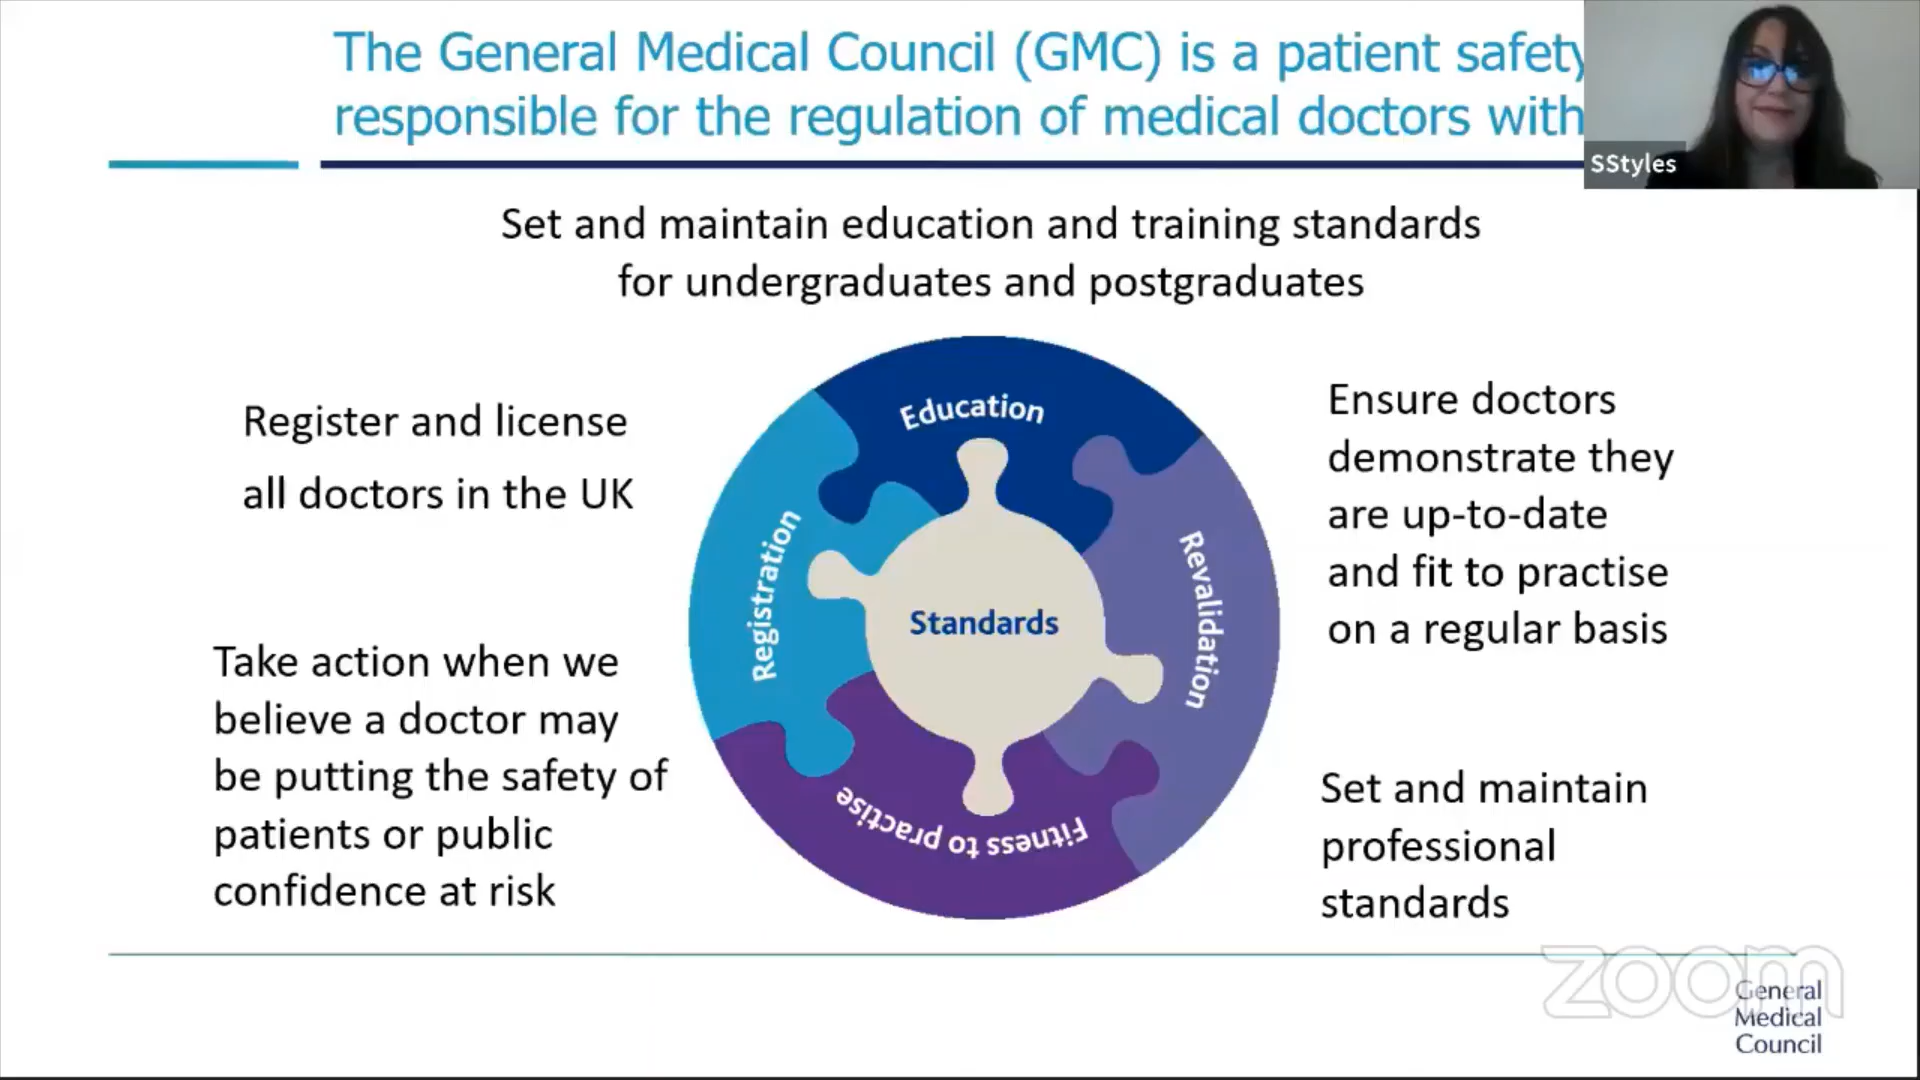 The General Medical Council (GMC) is a patient safety
responsible for the regulation of medical doctors with
SStyles
Set and maintain education and training standards
for undergraduates and postgraduates
Register and license
all doctors in the UK
Take action when we
believe a doctor may
be putting the safety of
patients or public
confidence at risk
Education
Registration
Standards
Revalidation
Fitness to practise
Ensure doctors
demonstrate they
are up-to-date
and fit to practise
on a regular basis
Set and maintain
professional
standards
zoom
General
Medical
Council